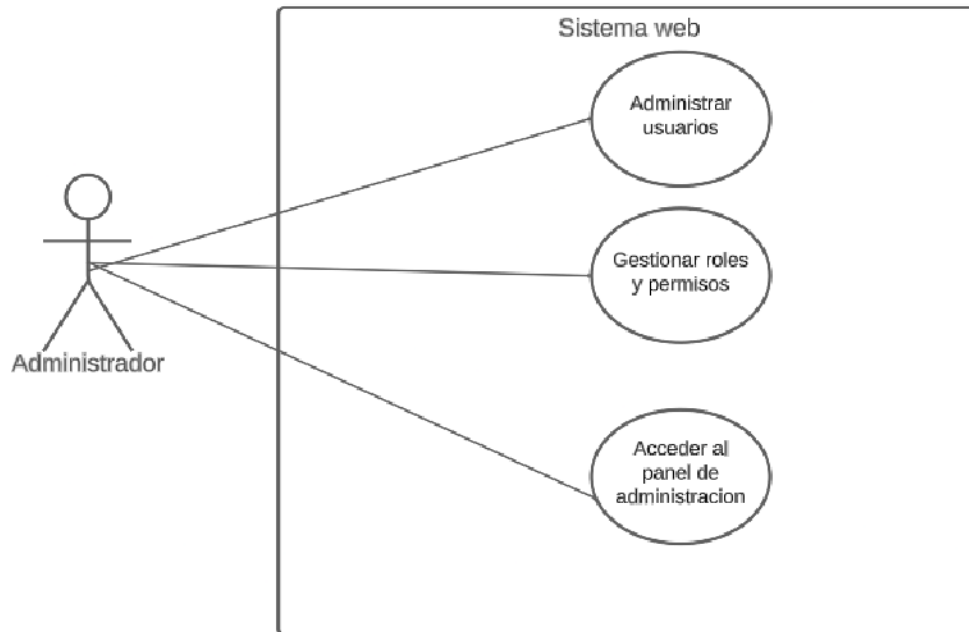 Sistema web
Administrar
usuarios
Gestionar roles
y permisos
Administrador
Acceder al
panel de
administracion